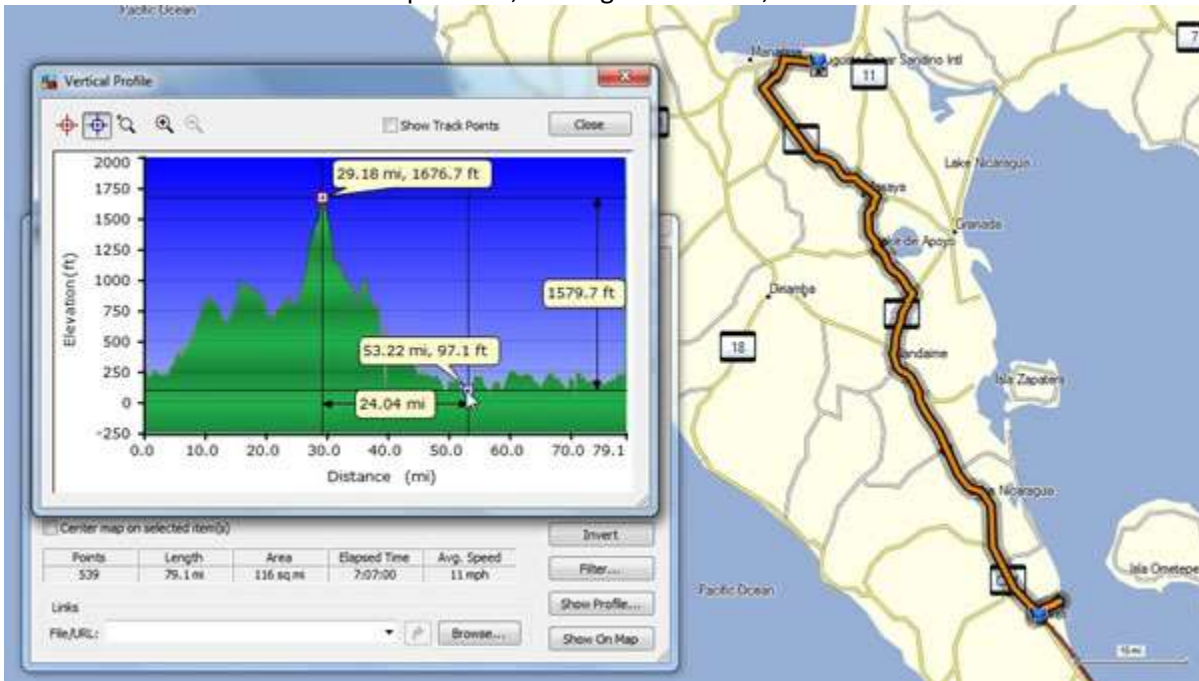 Pacific Ocean
Vertical Profile
Show Track Points
Close
2000
1750
1500
1250
1000
750
500
250
0
-250
Elevation (ft)
29.18 mi, 1676.7 ft
1579.7 ft
53.22 mi, 97.1 ft
24.04 mi
0.0 10.0 20.0 30.0 40.0 50.0 60.0 70.0 79.1
Distance (mi)
Center map on selected item(s)
Invert
Points Length Area Elapsed Time Avg. Speed
539 79.1 mi 116 sq mi 7:07:00 11 mph
Filter...
Links
Show Profile...
File/URL:
Browse...
Show On Map
Sandino Intl
11
7
Lake Nicaragua
Granada
de Apoyo
Diriamba
18
Isla Zapatera
Nicaragua
Isla Ometepe
Pacific Ocean
15 mi